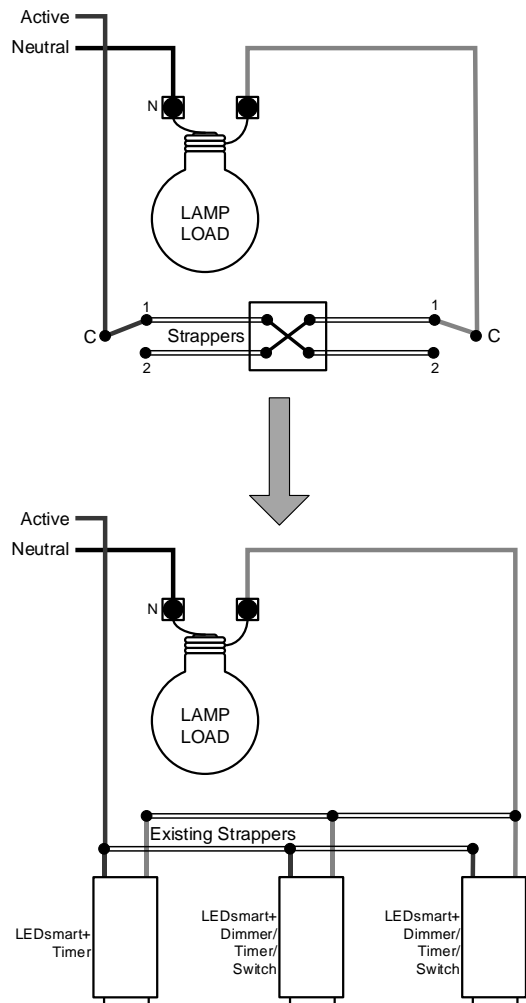 Active
Neutral
N
LAMP
LOAD
1
1
C
Strappers
C
2
2
Active
Neutral
N
LAMP
LOAD
Existing Strappers
LEDsmart+
Timer
LEDsmart+
Dimmer/
Timer/
Switch
LEDsmart+
Dimmer/
Timer/
Switch